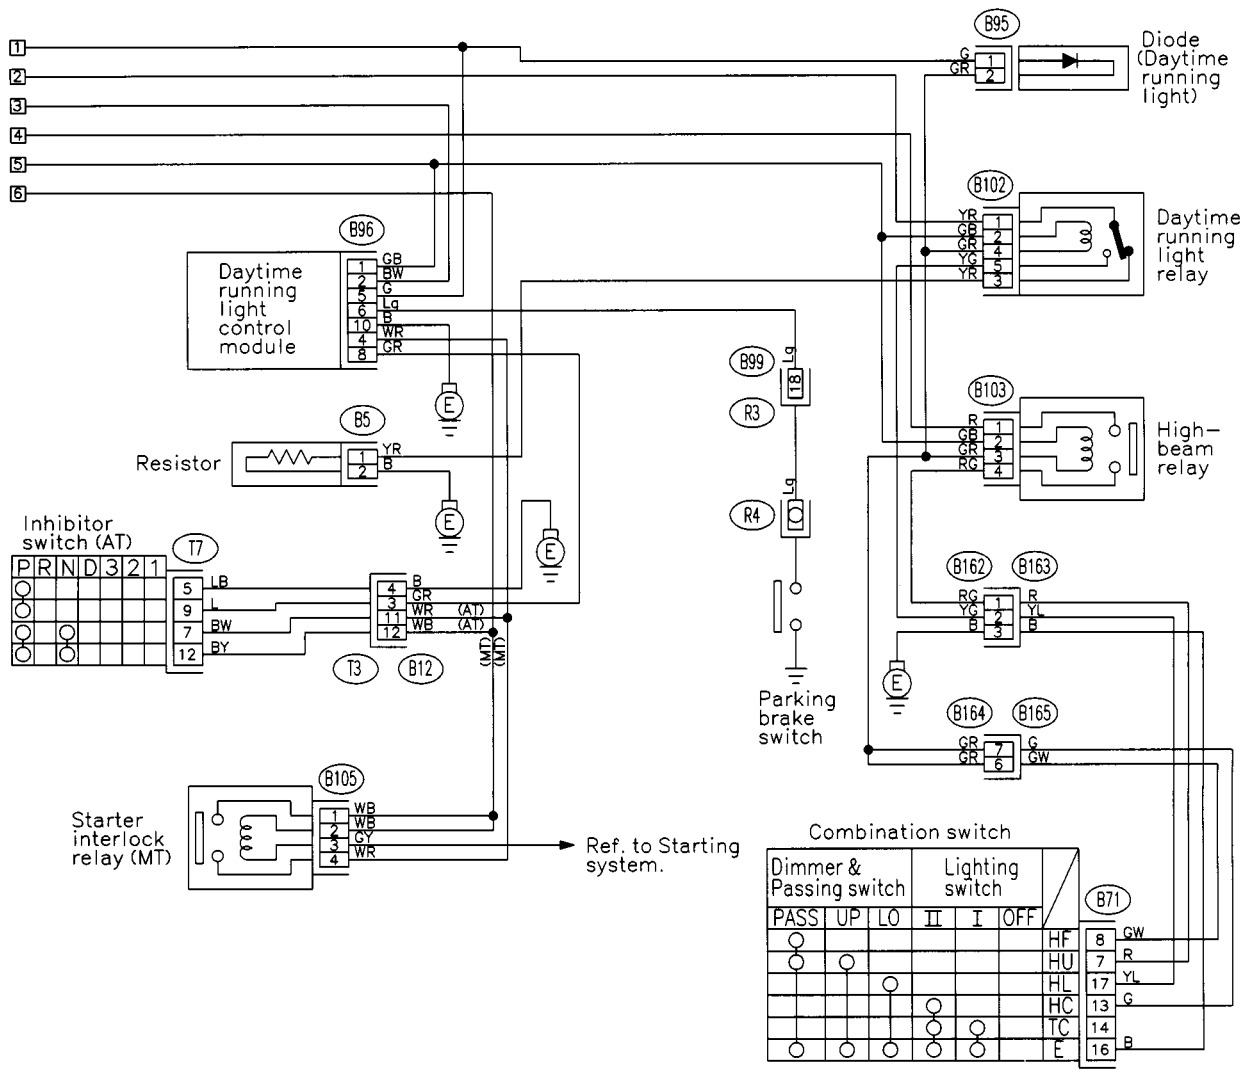 B95
1
G
1
Diode
(Daytime
running
light)
GR
2
2
3
4
5
6
B102
YR
1
GB
2
GR
4
YG
5
YR
3
Daytime
running
light
relay
B96
Daytime
running
light
control
module
1
GB
2
BW
5
G
6
Lg
10
B
4
WR
8
GR
Lg
B99
18
R3
B103
R
1
GB
2
GR
3
RG
4
High-
beam
relay
B5
Resistor
1
YR
2
B
E
E
E
Lg
R4
Inhibitor
switch (AT)
T7
P R N D 3 2 1
5
LB
9
L
7
BW
12
BY
4
B
3
GR
11
WR
(AT)
12
WB
(AT)
(MT)
(MT)
T3
B12
B162
B163
RG
1
R
YG
2
YL
B
3
B
E
Parking
brake
switch
B164
B165
GR
7
G
GR
6
GW
B105
Starter
interlock
relay (MT)
1
WB
2
WB
3
GY
4
WR
Ref. to Starting
system.
Combination switch
Dimmer &
Passing switch
Lighting
switch
B71
PASS UP LO II I OFF
HF
8
GW
HU
7
R
HL
17
YL
HC
13
G
TC
14
E
16
B